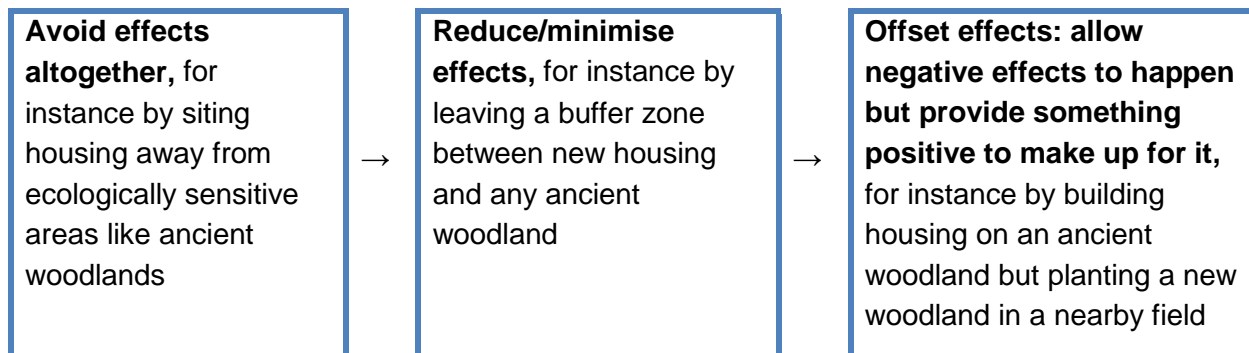 Avoid effects
altogether, for
instance by siting
housing away from
ecologically sensitive
areas like ancient
woodlands
→
Reduce/minimise
effects, for instance by
leaving a buffer zone
between new housing
and any ancient
woodland
→
Offset effects: allow
negative effects to happen
but provide something
positive to make up for it,
for instance by building
housing on an ancient
woodland but planting a new
woodland in a nearby field